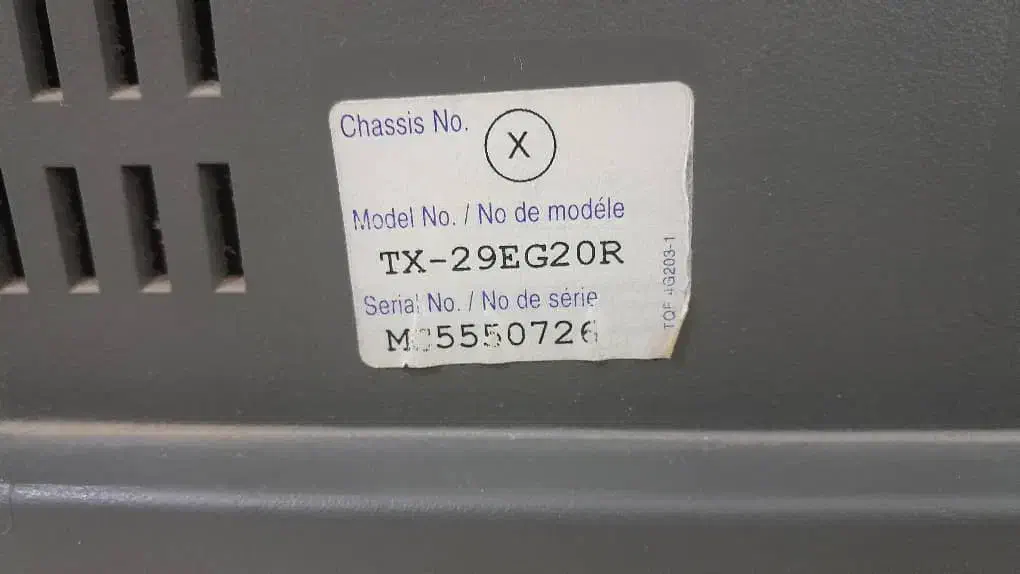 Chassis No.
X
Model No. / No de modéle
TX-29EG20R
Serial No. / No de série